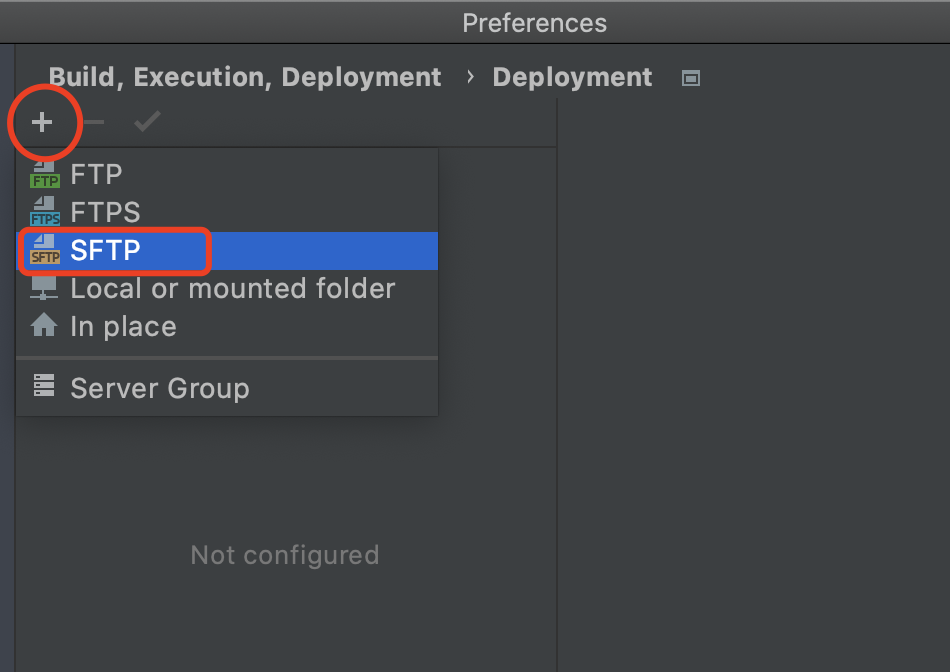 Preferences
Build, Execution, Deployment › Deployment
FTP FTP
FTPS FTPS
SFTP SFTP
Local or mounted folder
In place
Server Group
Not configured